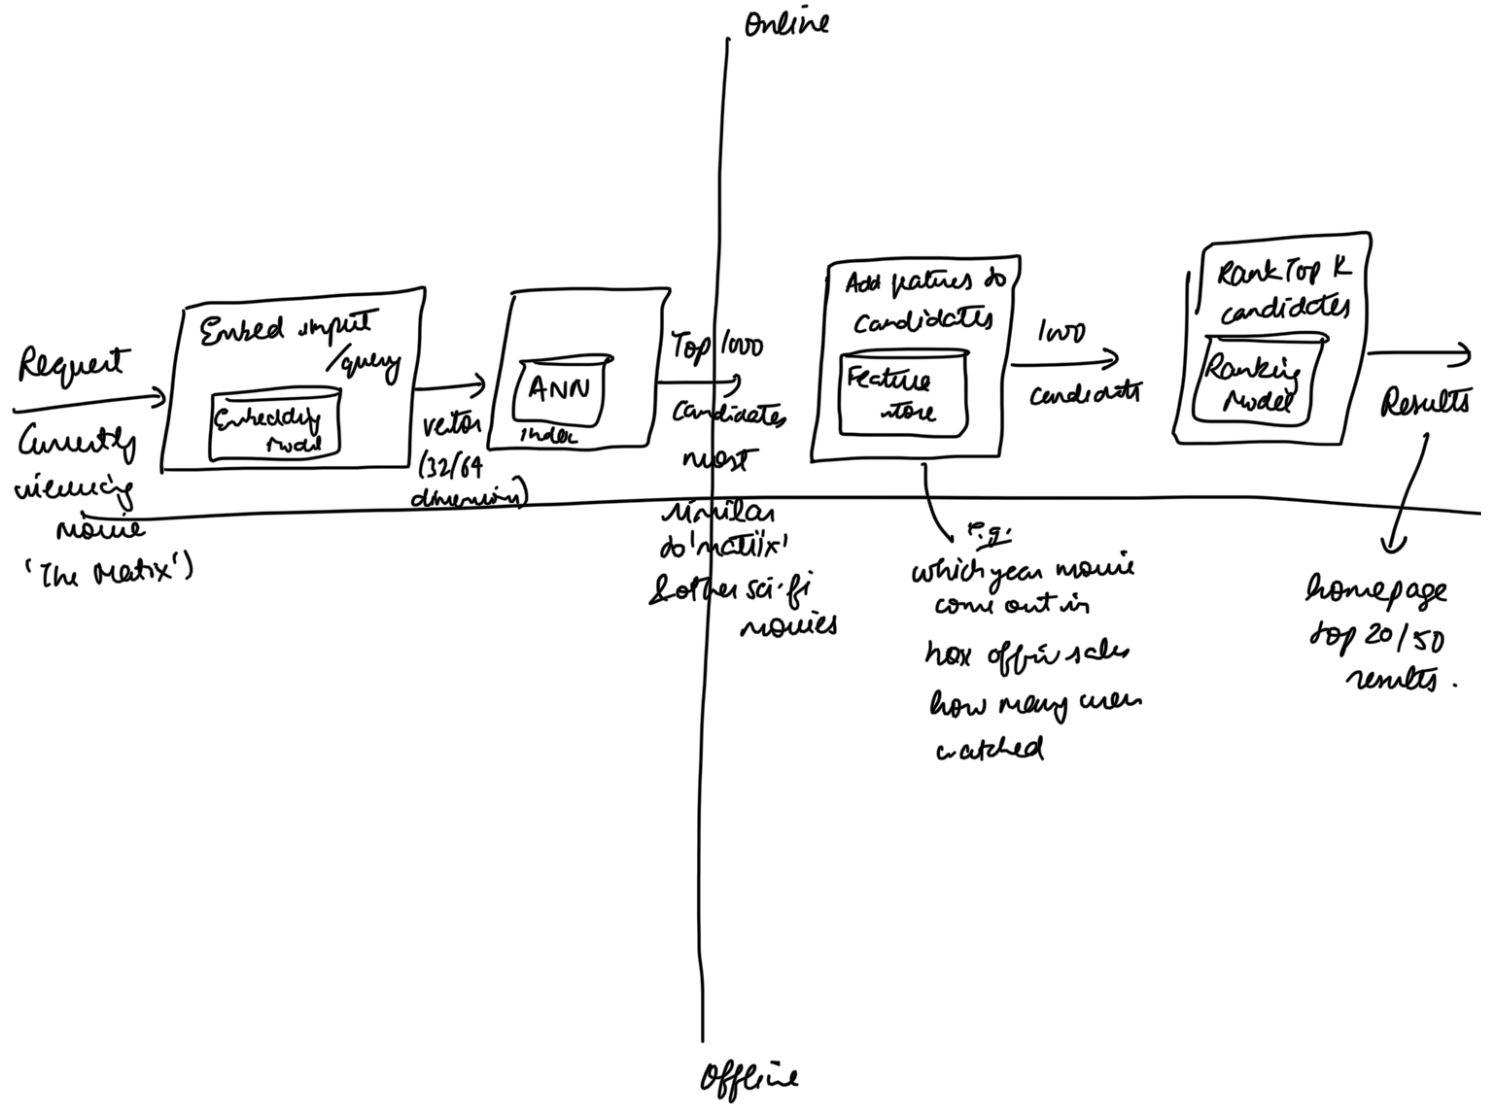 Online
Request
Currently
viewing
movie
'The Matrix')
Embed input
/query
Embedding
Model
vector
(32/64
dimensions)
ANN
index
Top 1000
Candidates
most
similar
to 'matrix'
& other sci-fi
movies
Add features to
candidates
Feature
store
1000
candidates
e.g.
which year movie
come out in
box office sales
how many users
watched
Rank Top K
candidates
Ranking
Model
Results
homepage
top 20/50
results.
Offline